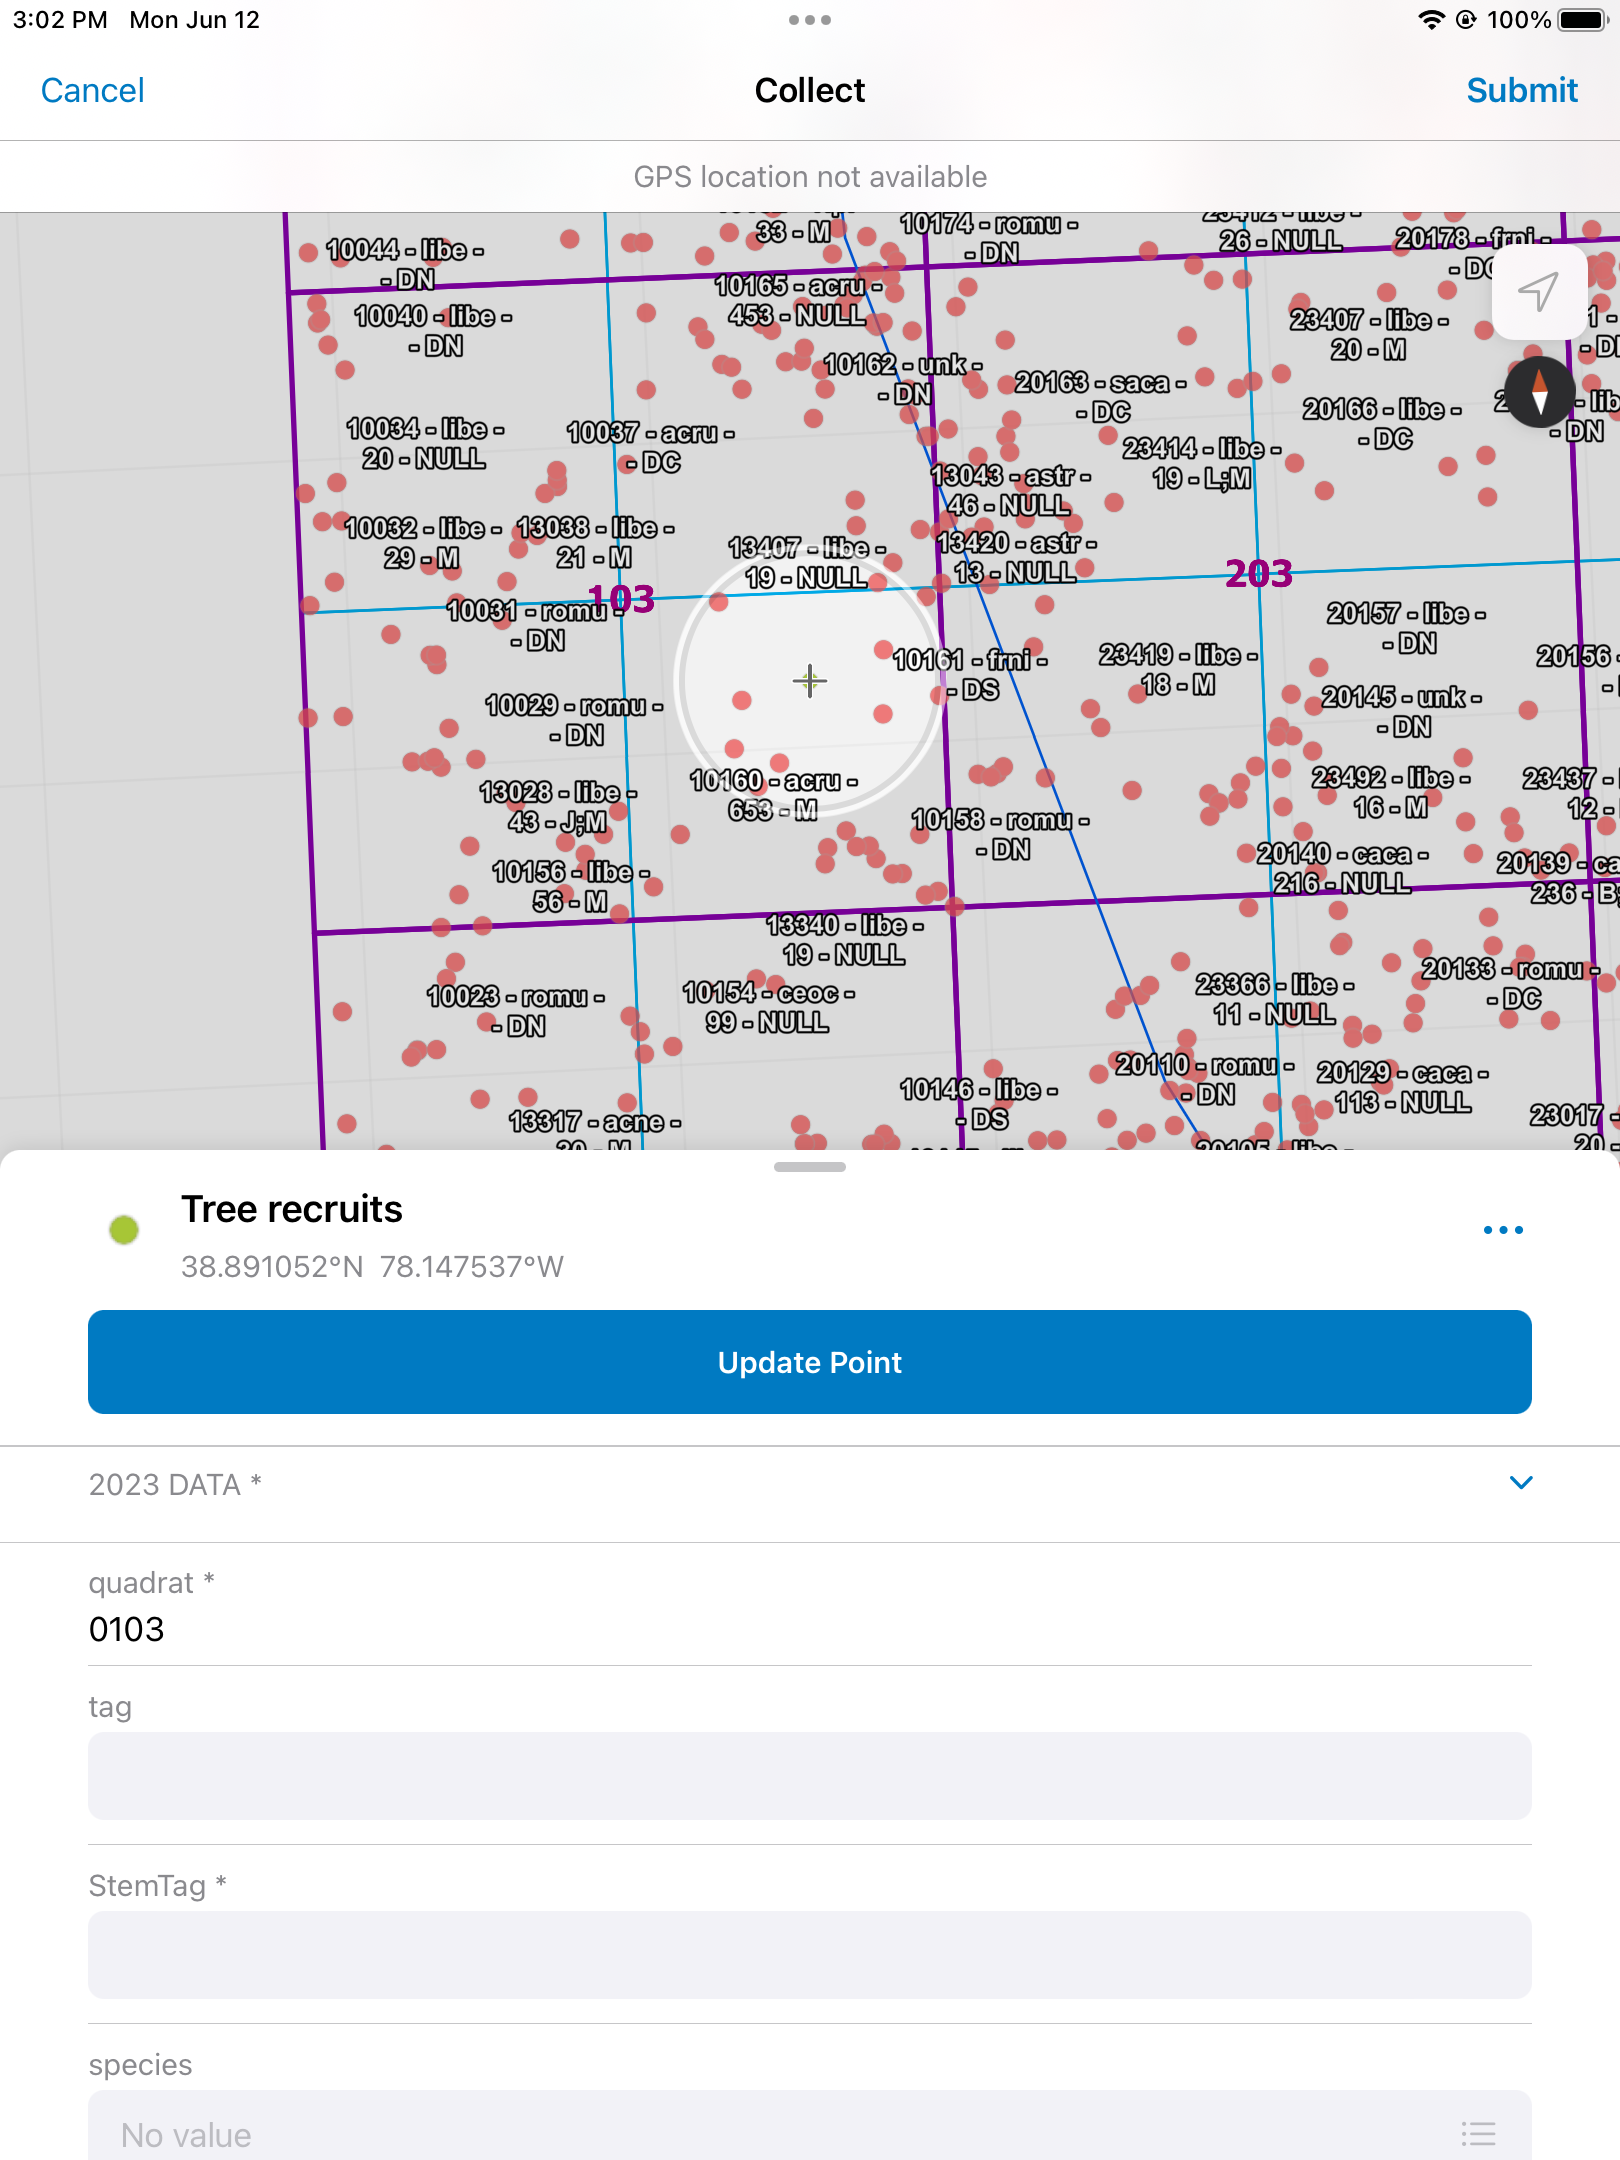 3:02 PM Mon Jun 12
100%
Cancel
Collect
Submit
GPS location not available
33 - M
10174 - romu -
- DN
26 - NULL
20178 - frni -
10044 - libe -
- DN
10165 - acru -
453 - NULL
10040 - libe -
- DN
23407 - libe -
20 - M
10162 - unk -
- DN
20163 - saca -
- DC
20166 - libe -
- DC
- DN
10034 - libe -
20 - NULL
10037 - acru -
- DC
23414 - libe -
19 - L;M
13043 - astr -
46 - NULL
10032 - libe -
29 - M
13038 - libe -
21 - M
13407 - libe -
19 - NULL
13420 - astr -
13 - NULL
203
103
10031 - romu -
- DN
20157 - libe -
- DN
10161 - frni -
- DS
23419 - libe -
18 - M
20156 -
10029 - romu -
- DN
20145 - unk -
- DN
13028 - libe -
43 - J;M
10160 - acru -
653 - M
23492 - libe -
16 - M
23437 -
12 -
10158 - romu -
- DN
10156 - libe -
56 - M
20140 - caca -
216 - NULL
20139 - ca
236 - B;
13340 - libe -
19 - NULL
10023 - romu -
- DN
10154 - ceoc -
99 - NULL
23366 - libe -
11 - NULL
20133 - romu -
- DC
10146 - libe -
- DS
20110 - romu -
- DN
20129 - caca -
113 - NULL
13317 - acne -
23017 -
20 -
Tree recruits
38.891052°N 78.147537°W
Update Point
2023 DATA *
quadrat *
0103
tag
StemTag *
species
No value